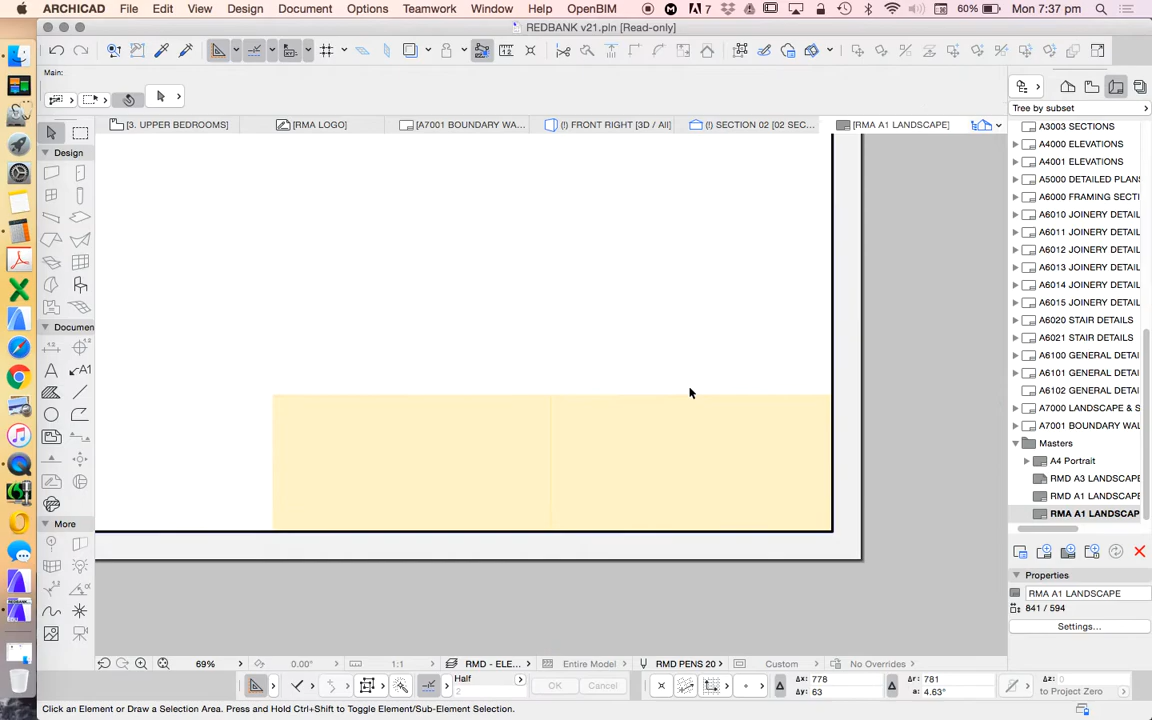 ARCHICAD File Edit View Design Document Options Teamwork Window Help OpenBIM 7 60% Mon 7:37 pm
REDBANK v21.pln [Read-only]
Main:
[3. UPPER BEDROOMS] [RMA LOGO] [A7001 BOUNDARY WA... (!) FRONT RIGHT [3D / All] (!) SECTION 02 [02 SEC... [RMA A1 LANDSCAPE]
Tree by subset
Design
Documen
A1
More
A3003 SECTIONS
A4000 ELEVATIONS
A4001 ELEVATIONS
A5000 DETAILED PLANS
A6000 FRAMING SECTI
A6010 JOINERY DETAIL
A6011 JOINERY DETAIL
A6012 JOINERY DETAIL
A6013 JOINERY DETAIL
A6014 JOINERY DETAIL
A6015 JOINERY DETAIL
A6020 STAIR DETAILS
A6021 STAIR DETAILS
A6100 GENERAL DETAI
A6101 GENERAL DETAI
A6102 GENERAL DETAI
A7000 LANDSCAPE & S
A7001 BOUNDARY WAL
Masters
A4 Portrait
RMD A3 LANDSCAPE
RMD A1 LANDSCAPE
RMA A1 LANDSCAP
Properties
RMA A1 LANDSCAPE
841 / 594
Settings...
69% 0.00° 1:1 RMD - ELE... Entire Model RMD PENS 20 Custom No Overrides
Half
2
OK Cancel
Δx: 778
Δy: 63
Δr: 781
a: 4.63°
Δz: 0
to Project Zero
Click an Element or Draw a Selection Area. Press and Hold Ctrl+Shift to Toggle Element/Sub-Element Selection.